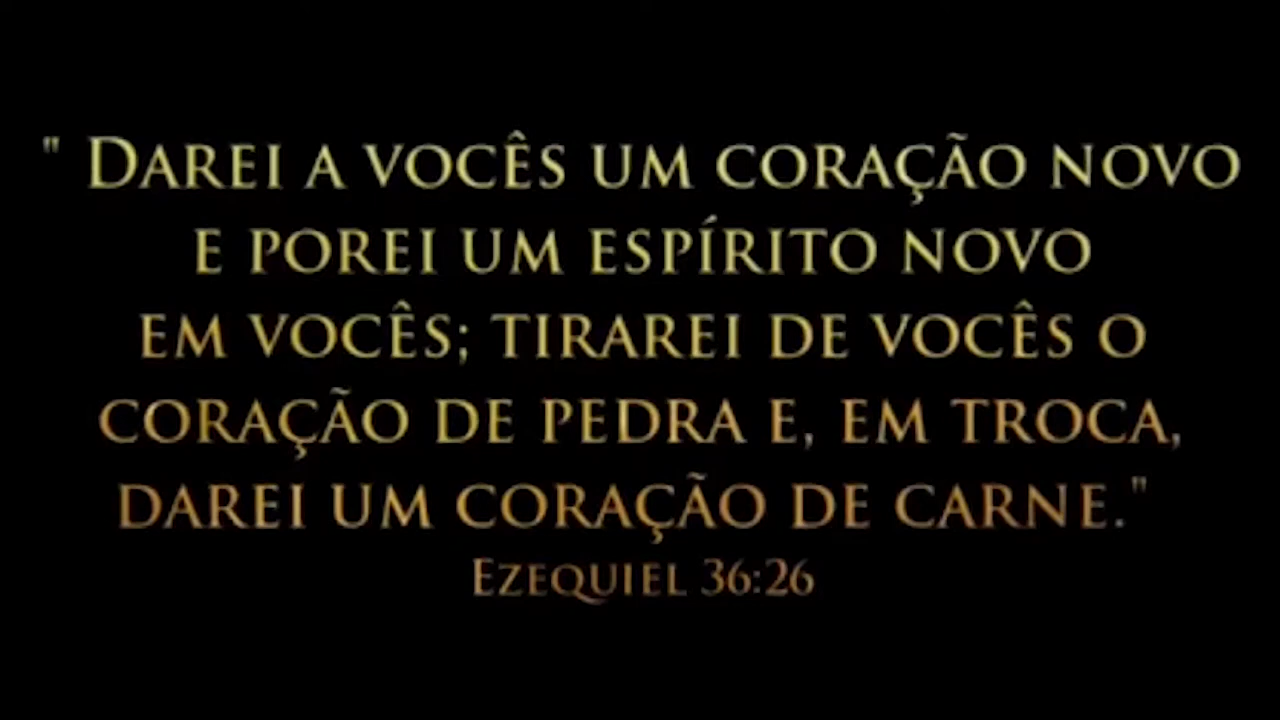 " Darei a vocês um coração novo
e porei um espírito novo
em vocês; tirarei de vocês o
coração de pedra e, em troca,
darei um coração de carne."
Ezequiel 36:26